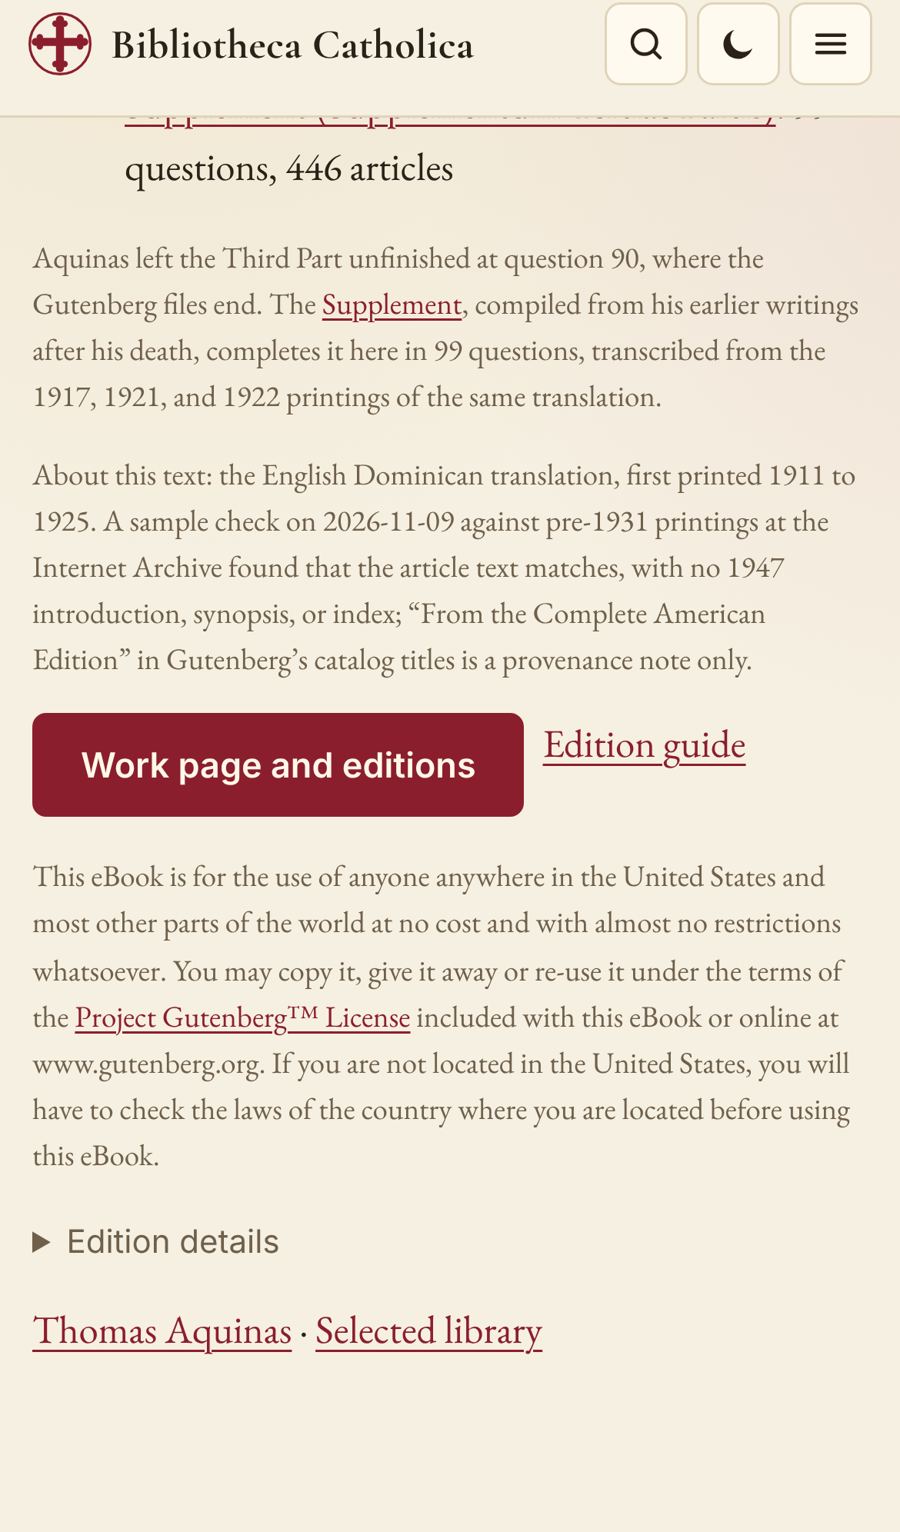 Bibliotheca Catholica
questions, 446 articles
Aquinas left the Third Part unfinished at question 90, where the
Gutenberg files end. The Supplement, compiled from his earlier writings
after his death, completes it here in 99 questions, transcribed from the
1917, 1921, and 1922 printings of the same translation.
About this text: the English Dominican translation, first printed 1911 to
1925. A sample check on 2026-11-09 against pre-1931 printings at the
Internet Archive found that the article text matches, with no 1947
introduction, synopsis, or index; “From the Complete American
Edition” in Gutenberg’s catalog titles is a provenance note only.
Work page and editions
Edition guide
This eBook is for the use of anyone anywhere in the United States and
most other parts of the world at no cost and with almost no restrictions
whatsoever. You may copy it, give it away or re-use it under the terms of
the Project Gutenberg™ License included with this eBook or online at
www.gutenberg.org. If you are not located in the United States, you will
have to check the laws of the country where you are located before using
this eBook.
▶ Edition details
Thomas Aquinas · Selected library